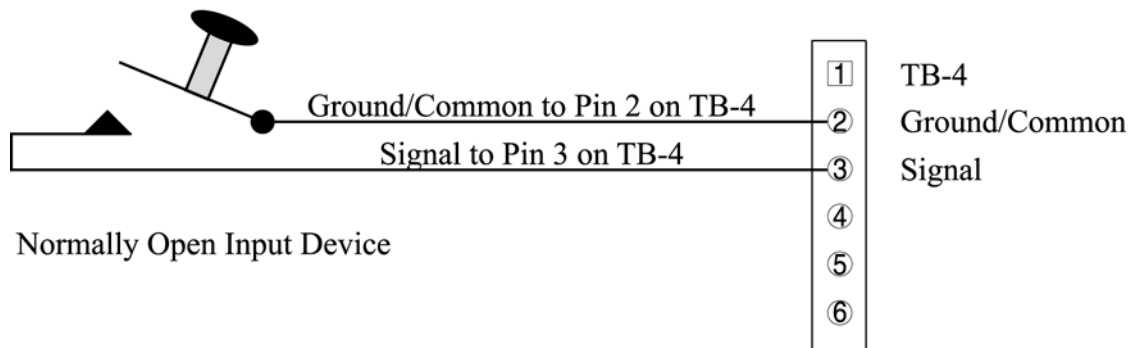 1 TB-4
Ground/Common to Pin 2 on TB-4 2 Ground/Common
Signal to Pin 3 on TB-4 3 Signal
4
Normally Open Input Device
5
6